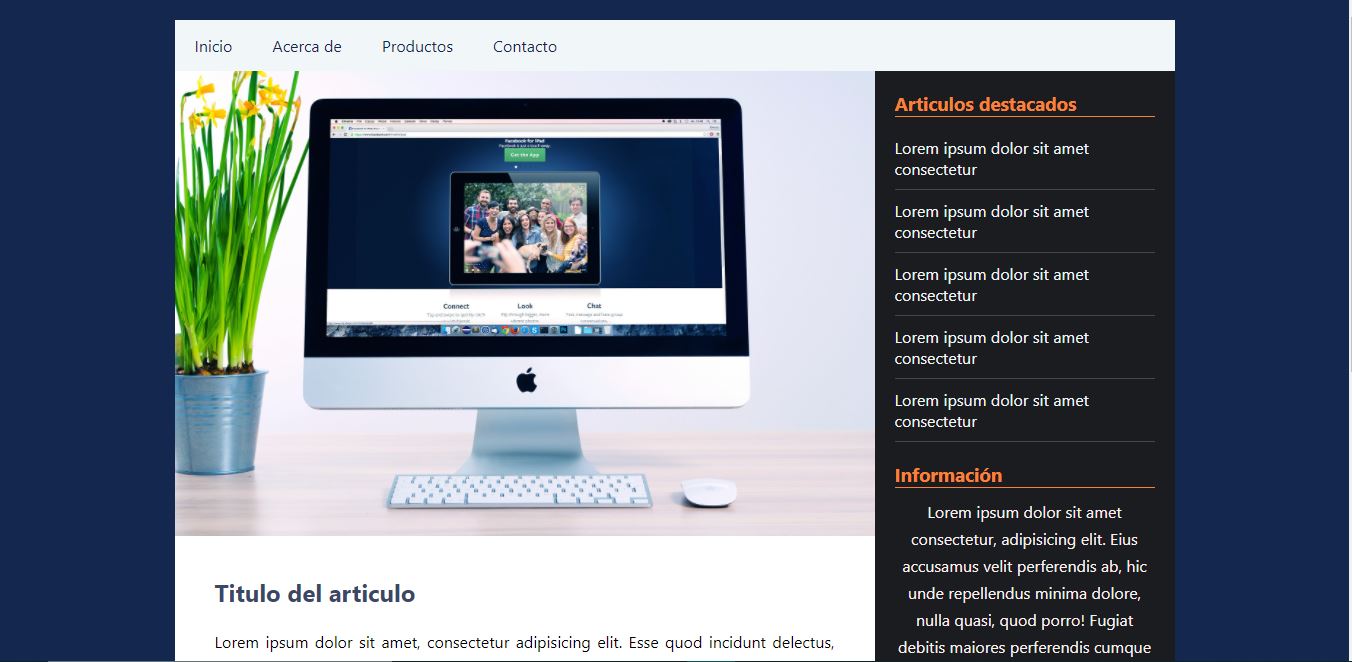 Inicio Acerca de Productos Contacto
Facebook for iPad
Get the App
Connect Look Chat
Articulos destacados
Lorem ipsum dolor sit amet
consectetur
Lorem ipsum dolor sit amet
consectetur
Lorem ipsum dolor sit amet
consectetur
Lorem ipsum dolor sit amet
consectetur
Lorem ipsum dolor sit amet
consectetur
Información
Lorem ipsum dolor sit amet
consectetur, adipisicing elit. Eius
accusamus velit perferendis ab, hic
unde repellendus minima dolore,
nulla quasi, quod porro! Fugiat
debitis maiores perferendis cumque
Titulo del articulo
Lorem ipsum dolor sit amet, consectetur adipisicing elit. Esse quod incidunt delectus,